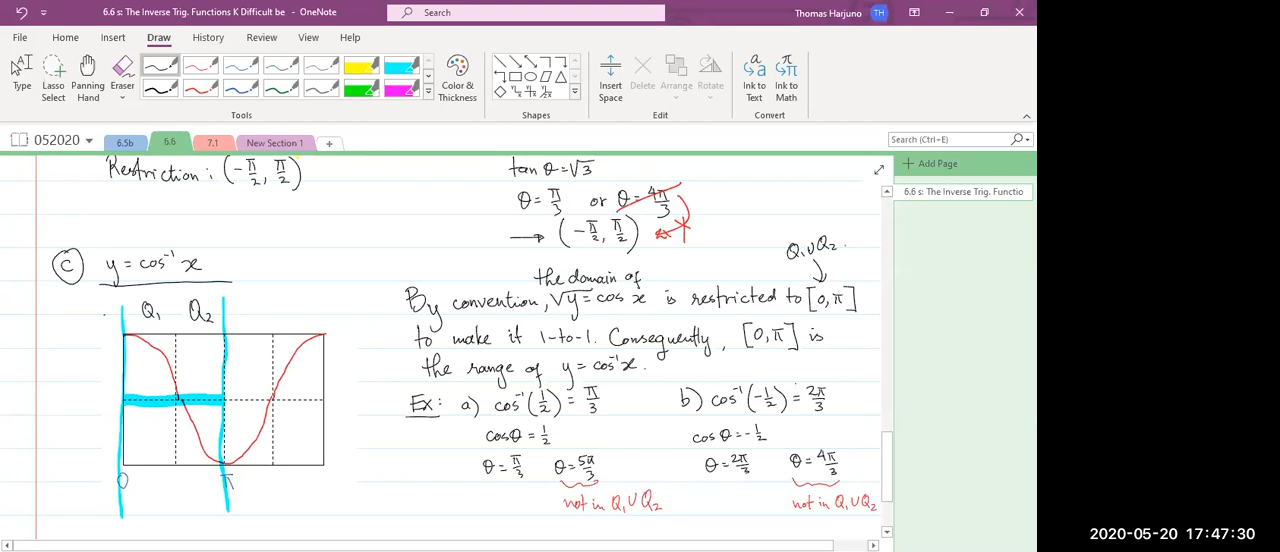 6.6 s: The Inverse Trig. Functions K Difficult be - OneNote
Search
Thomas Harjuno TH
File Home Insert Draw History Review View Help
Type Lasso Select Panning Hand Eraser Color & Thickness Insert Space Delete Arrange Rotate Ink to Text Ink to Math
Tools Shapes Edit Convert
052020 6.5b 6.6 7.1 New Section 1 + Search (Ctrl+E)
Add Page
6.6 s: The Inverse Trig. Functio
Restriction: (-π/2, π/2)
tan θ = √3
θ = π/3 or θ = 4π/3
→ (-π/2, π/2)
Q₁ ∪ Q₂.
C y = cos⁻¹ x
the domain of
By convention, √y = cos x is restricted to [0, π]
to make it 1-to-1. Consequently, [0, π] is
the range of y = cos⁻¹x.
Q₁ Q₂
0 π
Ex: a) cos⁻¹(1/2) = π/3 b) cos⁻¹(-1/2) = 2π/3
cosθ = 1/2 cosθ = -1/2
θ = π/3 θ = 5π/3 θ = 2π/3 θ = 4π/3
not in Q₁ ∪ Q₂ not in Q₁ ∪ Q₂
2020-05-20 17:47:30